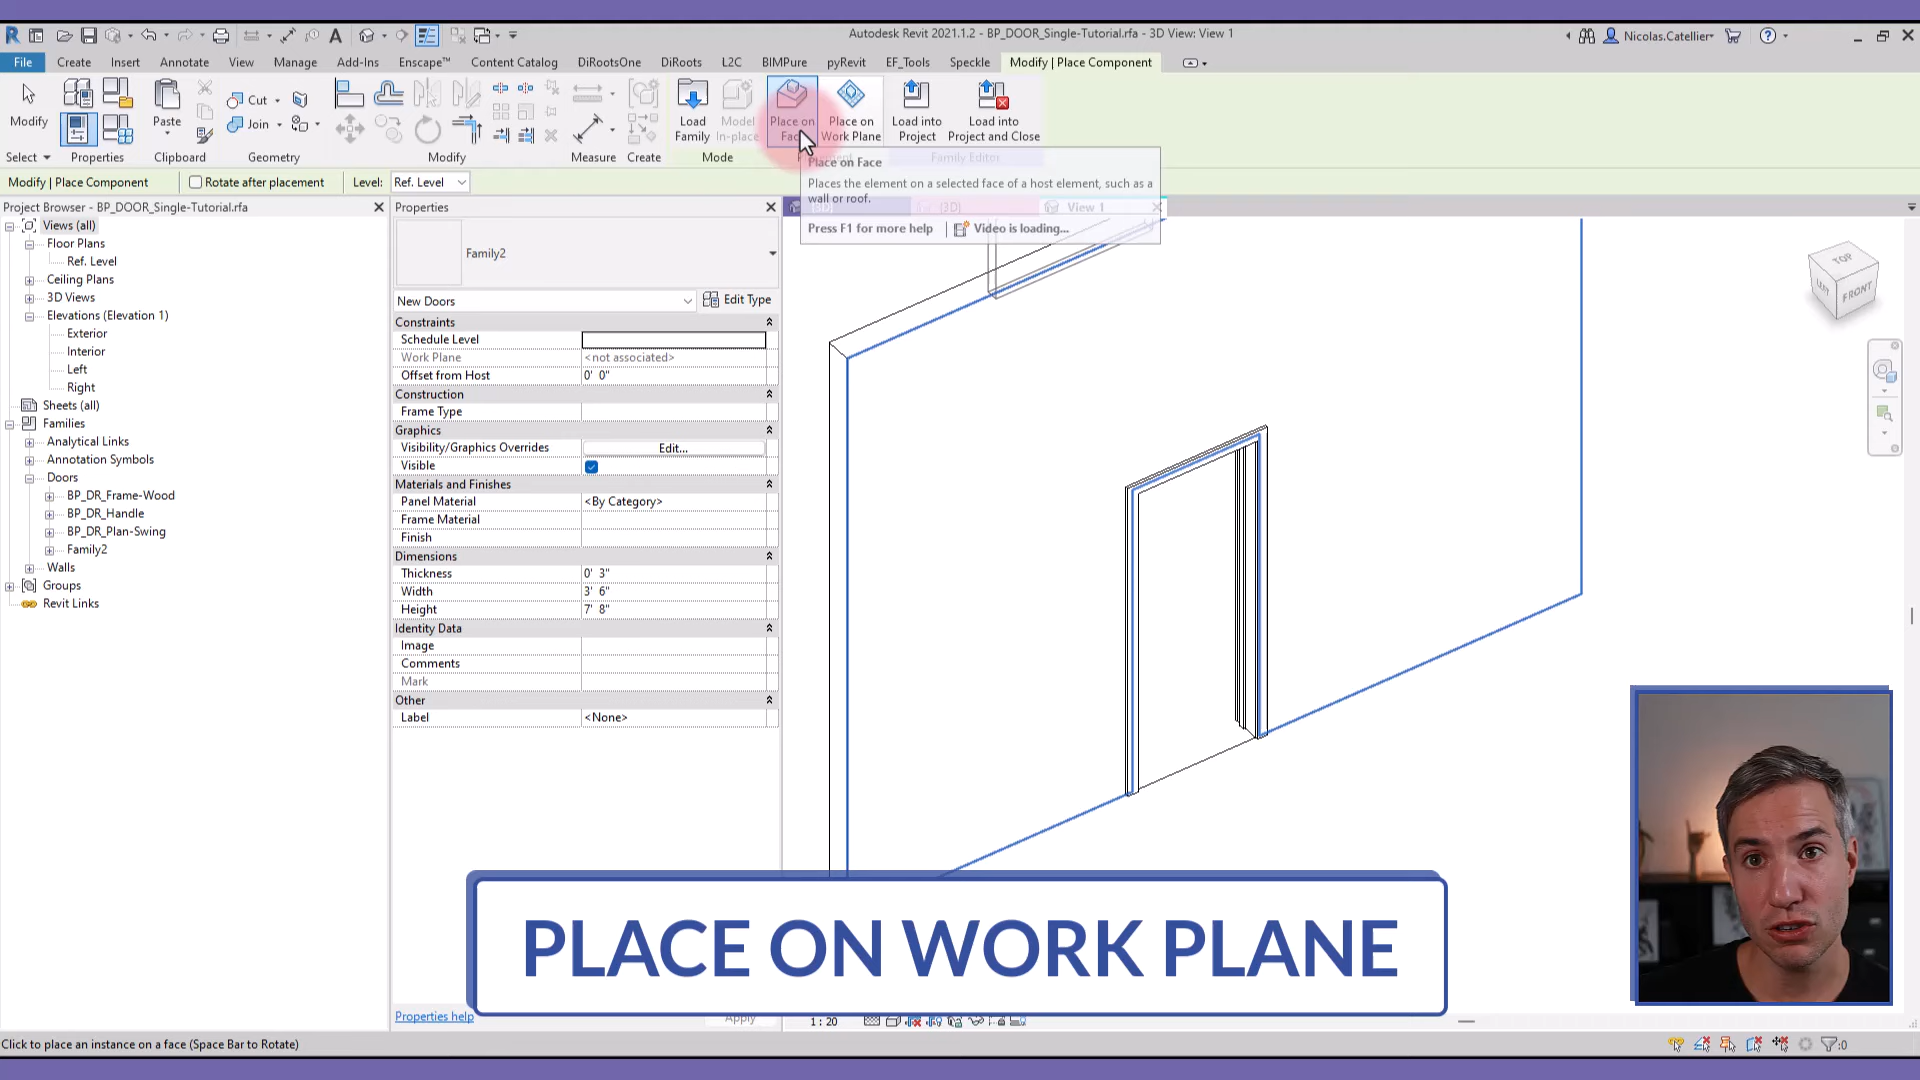 Autodesk Revit 2021.1.2 - BP_DOOR_Single-Tutorial.rfa - 3D View: View 1
Nicolas.Catellier
File Create Insert Annotate View Manage Add-Ins Enscape™ Content Catalog DiRootsOne DiRoots L2C BIMPure pyRevit EF_Tools Speckle Modify | Place Component
Modify
Paste
Cut
Join
Load Family
Model In-place
Place on Face
Place on Work Plane
Load into Project
Load into Project and Close
Select Properties Clipboard Geometry Modify Measure Create Mode Family Editor
Modify | Place Component Rotate after placement Level: Ref. Level
Place on Face
Places the element on a selected face of a host element, such as a
wall or roof.
Press F1 for more help Video is loading...
(3D) View 1
Project Browser - BP_DOOR_Single-Tutorial.rfa
Views (all)
Floor Plans
Ref. Level
Ceiling Plans
3D Views
Elevations (Elevation 1)
Exterior
Interior
Left
Right
Sheets (all)
Families
Analytical Links
Annotation Symbols
Doors
BP_DR_Frame-Wood
BP_DR_Handle
BP_DR_Plan-Swing
Family2
Walls
Groups
Revit Links
Properties
Family2
New Doors Edit Type
Constraints
Schedule Level
Work Plane <not associated>
Offset from Host 0' 0"
Construction
Frame Type
Graphics
Visibility/Graphics Overrides Edit...
Visible
Materials and Finishes
Panel Material <By Category>
Frame Material
Finish
Dimensions
Thickness 0' 3"
Width 3' 6"
Height 7' 8"
Identity Data
Image
Comments
Mark
Other
Label <None>
Properties help
Apply
TOP
LEFT FRONT
PLACE ON WORK PLANE
1 : 20
Click to place an instance on a face (Space Bar to Rotate)
:0